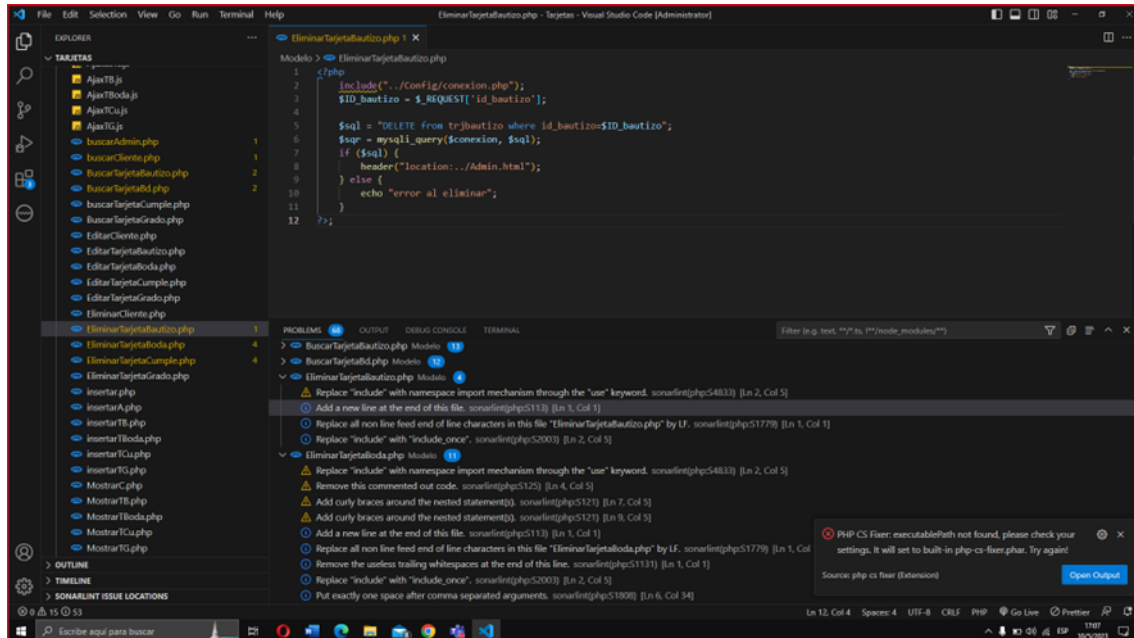 File Edit Selection View Go Run Terminal Help
EliminarTarjetaBautizo.php - Tarjetas - Visual Studio Code [Administrator]
EXPLORER
TARJETAS
AjaxTB.js
AjaxTBoda.js
AjaxTCu.js
AjaxTG.js
buscarAdmin.php 1
buscarCliente.php 1
BuscarTarjetaBautizo.php 2
BuscarTarjetaBd.php 2
buscarTarjetaCumple.php
BuscarTarjetaGrado.php
EditarCliente.php
EditarTarjetaBautizo.php
EditarTarjetaBoda.php
EditarTarjetaCumple.php
EditarTarjetaGrado.php
EliminarCliente.php
EliminarTarjetaBautizo.php 1
EliminarTarjetaBoda.php 4
EliminarTarjetaCumple.php 4
EliminarTarjetaGrado.php
insertar.php
insertarA.php
insertarTB.php
insertarTBoda.php
insertarTCu.php
insertarTG.php
MostrarC.php
MostrarTB.php
MostrarTBoda.php
MostrarTCu.php
MostrarTG.php
OUTLINE
TIMELINE
SONARLINT ISSUE LOCATIONS
EliminarTarjetaBautizo.php 1
Modelo > EliminarTarjetaBautizo.php
1 <?php
2 include("../Config/conexion.php");
3 $ID_bautizo = $_REQUEST['id_bautizo'];
4
5 $sql = "DELETE from trjbautizo where id_bautizo=$ID_bautizo";
6 $sqr = mysqli_query($conexion, $sql);
7 if ($sql) {
8 header("location:../Admin.html");
9 } else {
10 echo "error al eliminar";
11 }
12 ?>;
PROBLEMS 68 OUTPUT DEBUG CONSOLE TERMINAL
Filter (e.g. text, **/*.ts, !**/node_modules/**)
BuscarTarjetaBautizo.php Modelo 13
BuscarTarjetaBd.php Modelo 12
EliminarTarjetaBautizo.php Modelo 4
Replace "include" with namespace import mechanism through the "use" keyword. sonarlint(php:S4833) [Ln 2, Col 5]
Add a new line at the end of this file. sonarlint(php:S113) [Ln 1, Col 1]
Replace all non line feed end of line characters in this file "EliminarTarjetaBautizo.php" by LF. sonarlint(php:S1779) [Ln 1, Col 1]
Replace "include" with "include_once". sonarlint(php:S2003) [Ln 2, Col 5]
EliminarTarjetaBoda.php Modelo 11
Replace "include" with namespace import mechanism through the "use" keyword. sonarlint(php:S4833) [Ln 2, Col 5]
Remove this commented out code. sonarlint(php:S125) [Ln 4, Col 5]
Add curly braces around the nested statement(s). sonarlint(php:S121) [Ln 7, Col 5]
Add curly braces around the nested statement(s). sonarlint(php:S121) [Ln 9, Col 5]
Add a new line at the end of this file. sonarlint(php:S113) [Ln 1, Col 1]
Replace all non line feed end of line characters in this file "EliminarTarjetaBoda.php" by LF. sonarlint(php:S1779) [Ln 1, Col
Remove the useless trailing whitespaces at the end of this line. sonarlint(php:S1131) [Ln 1, Col 1]
Replace "include" with "include_once". sonarlint(php:S2003) [Ln 2, Col 5]
Put exactly one space after comma separated arguments. sonarlint(php:S1808) [Ln 6, Col 34]
PHP CS Fixer: executablePath not found, please check your
settings. It will set to built-in php-cs-fixer.phar. Try again!
Source: php cs fixer (Extension)
Open Output
0 15 53
Ln 12, Col 4 Spaces: 4 UTF-8 CRLF PHP Go Live Prettier
Escribe aquí para buscar
ESP
17:07
10/5/2023